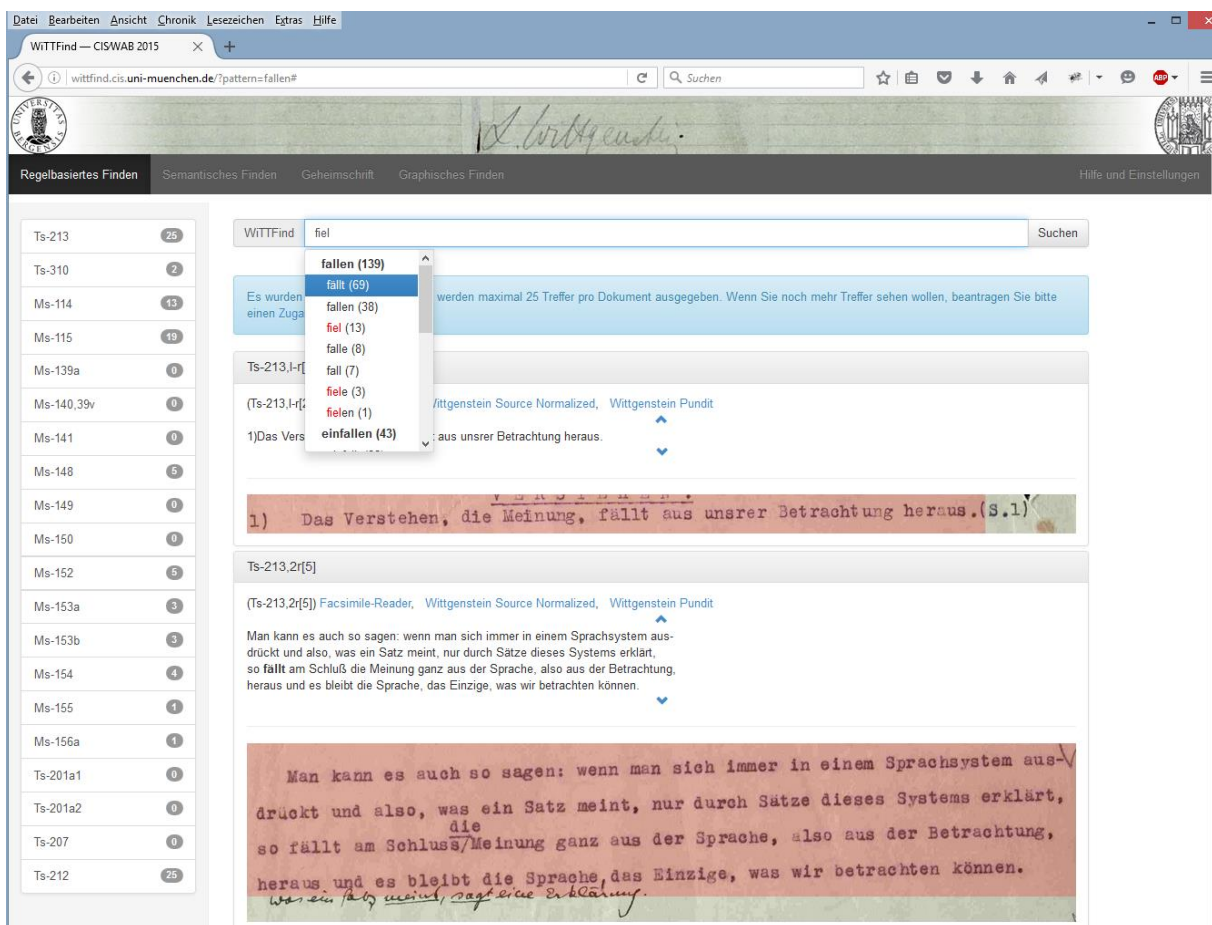 Datei Bearbeiten Ansicht Chronik Lesezeichen Extras Hilfe
WiTTFind — CIS/WAB 2015
wittfind.cis.uni-muenchen.de/?pattern=fallen#
Suchen
ABP
L. Wittgenstein.
Regelbasiertes Finden Semantisches Finden Geheimschrift Graphisches Finden Hilfe und Einstellungen
Ts-213 25
Ts-310 2
Ms-114 13
Ms-115 19
Ms-139a 0
Ms-140,39v 0
Ms-141 0
Ms-148 5
Ms-149 0
Ms-150 0
Ms-152 5
Ms-153a 3
Ms-153b 3
Ms-154 4
Ms-155 1
Ms-156a 1
Ts-201a1 0
Ts-201a2 0
Ts-207 0
Ts-212 25
WiTTFind fiel Suchen
fallen (139)
fällt (69)
fallen (38)
fiel (13)
falle (8)
fall (7)
fiele (3)
fielen (1)
einfallen (43)
Es wurden werden maximal 25 Treffer pro Dokument ausgegeben. Wenn Sie noch mehr Treffer sehen wollen, beantragen Sie bitte
einen Zuga
Ts-213,I-r[
(Ts-213,I-r[2 Wittgenstein Source Normalized, Wittgenstein Pundit
1)Das Vers aus unsrer Betrachtung heraus.
1) Das Verstehen, die Meinung, fällt aus unsrer Betrachtung heraus.(S.1)
Ts-213,2r[5]
(Ts-213,2r[5]) Facsimile-Reader, Wittgenstein Source Normalized, Wittgenstein Pundit
Man kann es auch so sagen: wenn man sich immer in einem Sprachsystem aus-
drückt und also, was ein Satz meint, nur durch Sätze dieses Systems erklärt,
so fällt am Schluß die Meinung ganz aus der Sprache, also aus der Betrachtung,
heraus und es bleibt die Sprache, das Einzige, was wir betrachten können.
Man kann es auch so sagen: wenn man sich immer in einem Sprachsystem aus-
drückt und also, was ein Satz meint, nur durch Sätze dieses Systems erklärt,
die
so fällt am Schluss/Meinung ganz aus der Sprache, also aus der Betrachtung,
heraus und es bleibt die Sprache,das Einzige, was wir betrachten können.
was ein Satz meint, sagt eine Erklärung.